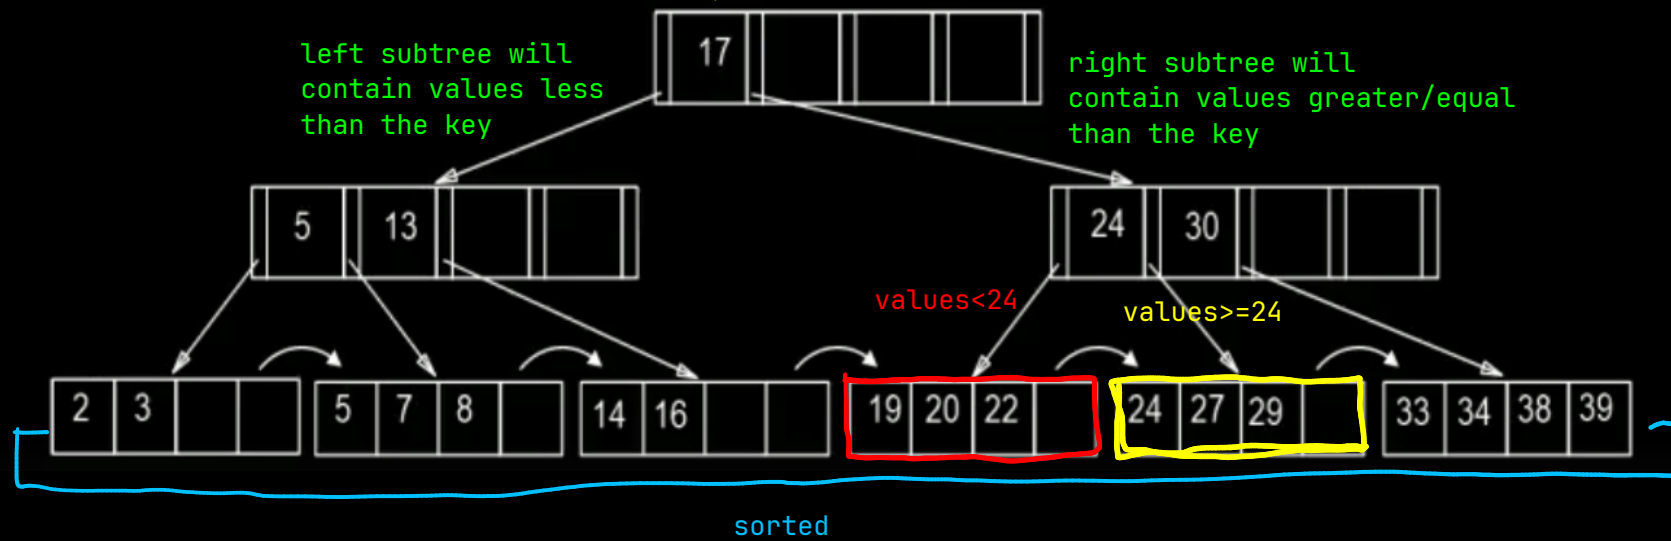 17
left subtree will
contain values less
than the key
right subtree will
contain values greater/equal
than the key
5 13
24 30
values<24
values>=24
2 3
5 7 8
14 16
19 20 22
24 27 29
33 34 38 39
sorted